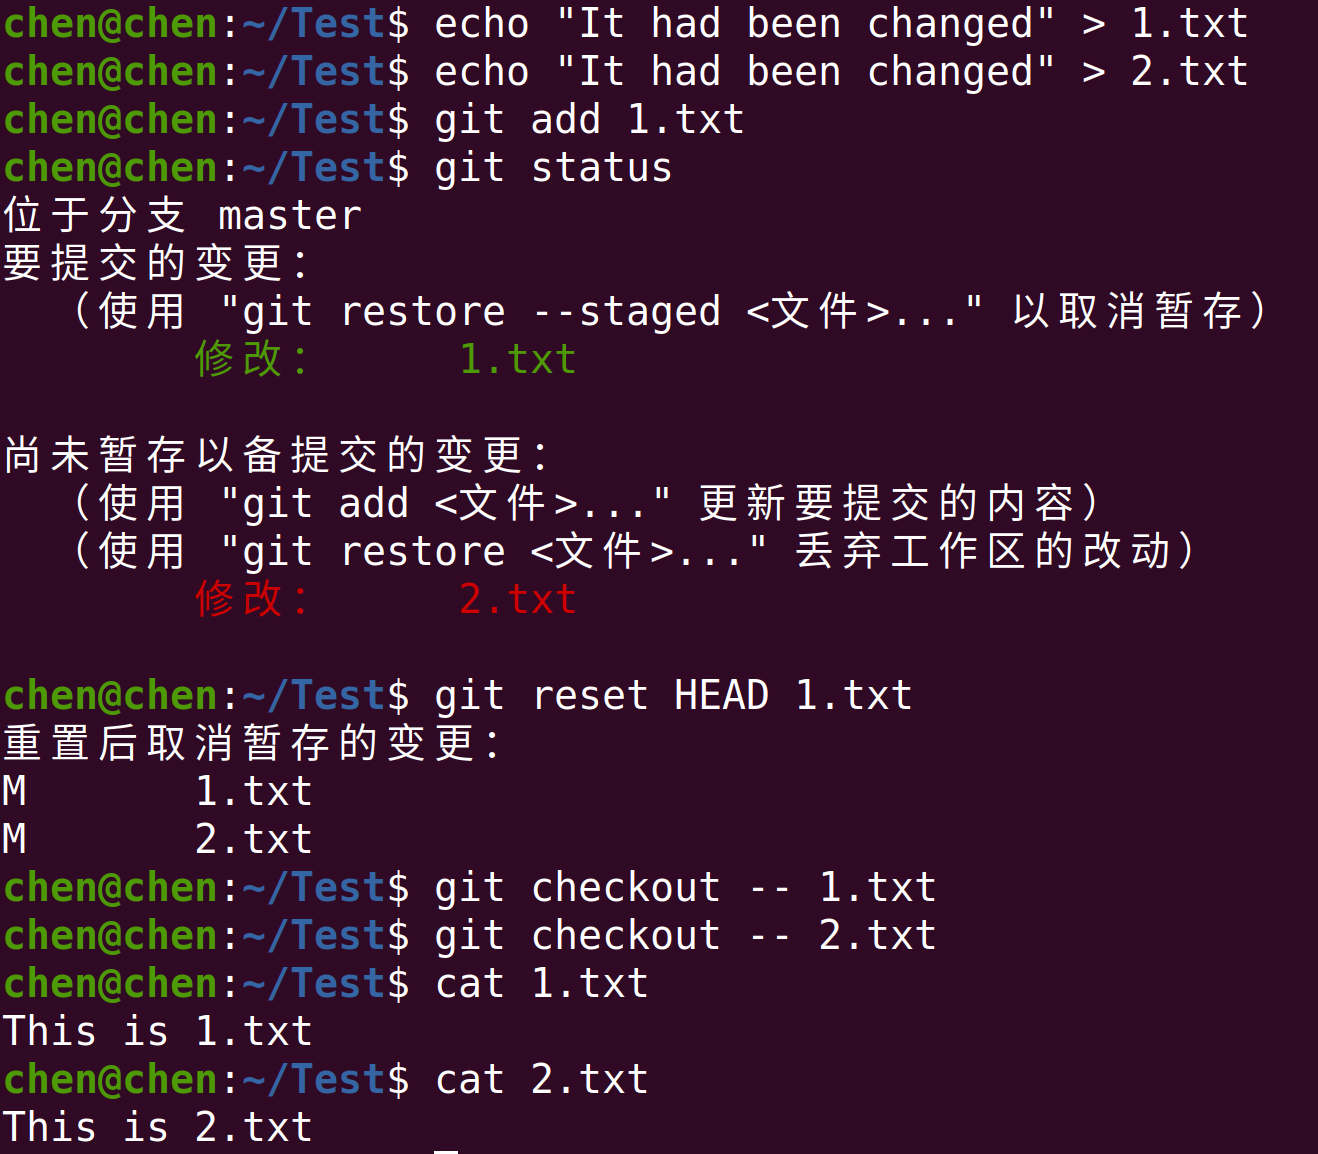 chen@chen:~/Test$ echo "It had been changed" > 1.txt
chen@chen:~/Test$ echo "It had been changed" > 2.txt
chen@chen:~/Test$ git add 1.txt
chen@chen:~/Test$ git status
位于分支 master
要提交的变更：
  （使用 "git restore --staged <文件>..." 以取消暂存）
        修改：      1.txt

尚未暂存以备提交的变更：
  （使用 "git add <文件>..." 更新要提交的内容）
  （使用 "git restore <文件>..." 丢弃工作区的改动）
        修改：      2.txt

chen@chen:~/Test$ git reset HEAD 1.txt
重置后取消暂存的变更：
M       1.txt
M       2.txt
chen@chen:~/Test$ git checkout -- 1.txt
chen@chen:~/Test$ git checkout -- 2.txt
chen@chen:~/Test$ cat 1.txt
This is 1.txt
chen@chen:~/Test$ cat 2.txt
This is 2.txt